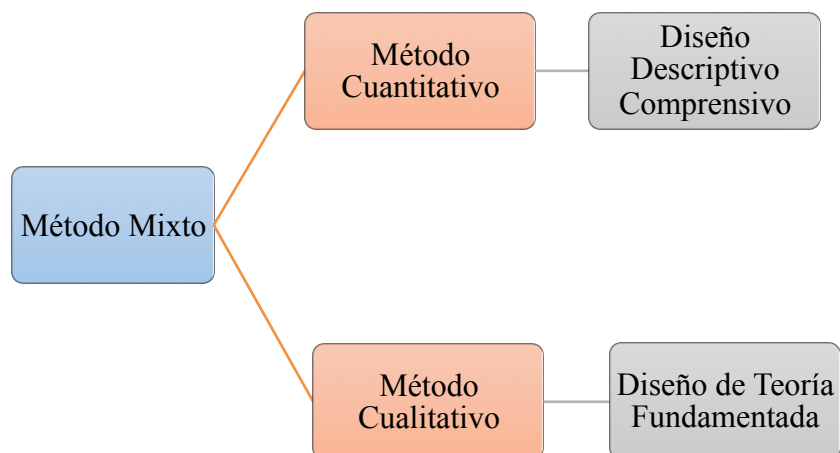 Método
Cuantitativo
Diseño
Descriptivo
Comprensivo
Método Mixto
Método
Cualitativo
Diseño de Teoría
Fundamentada